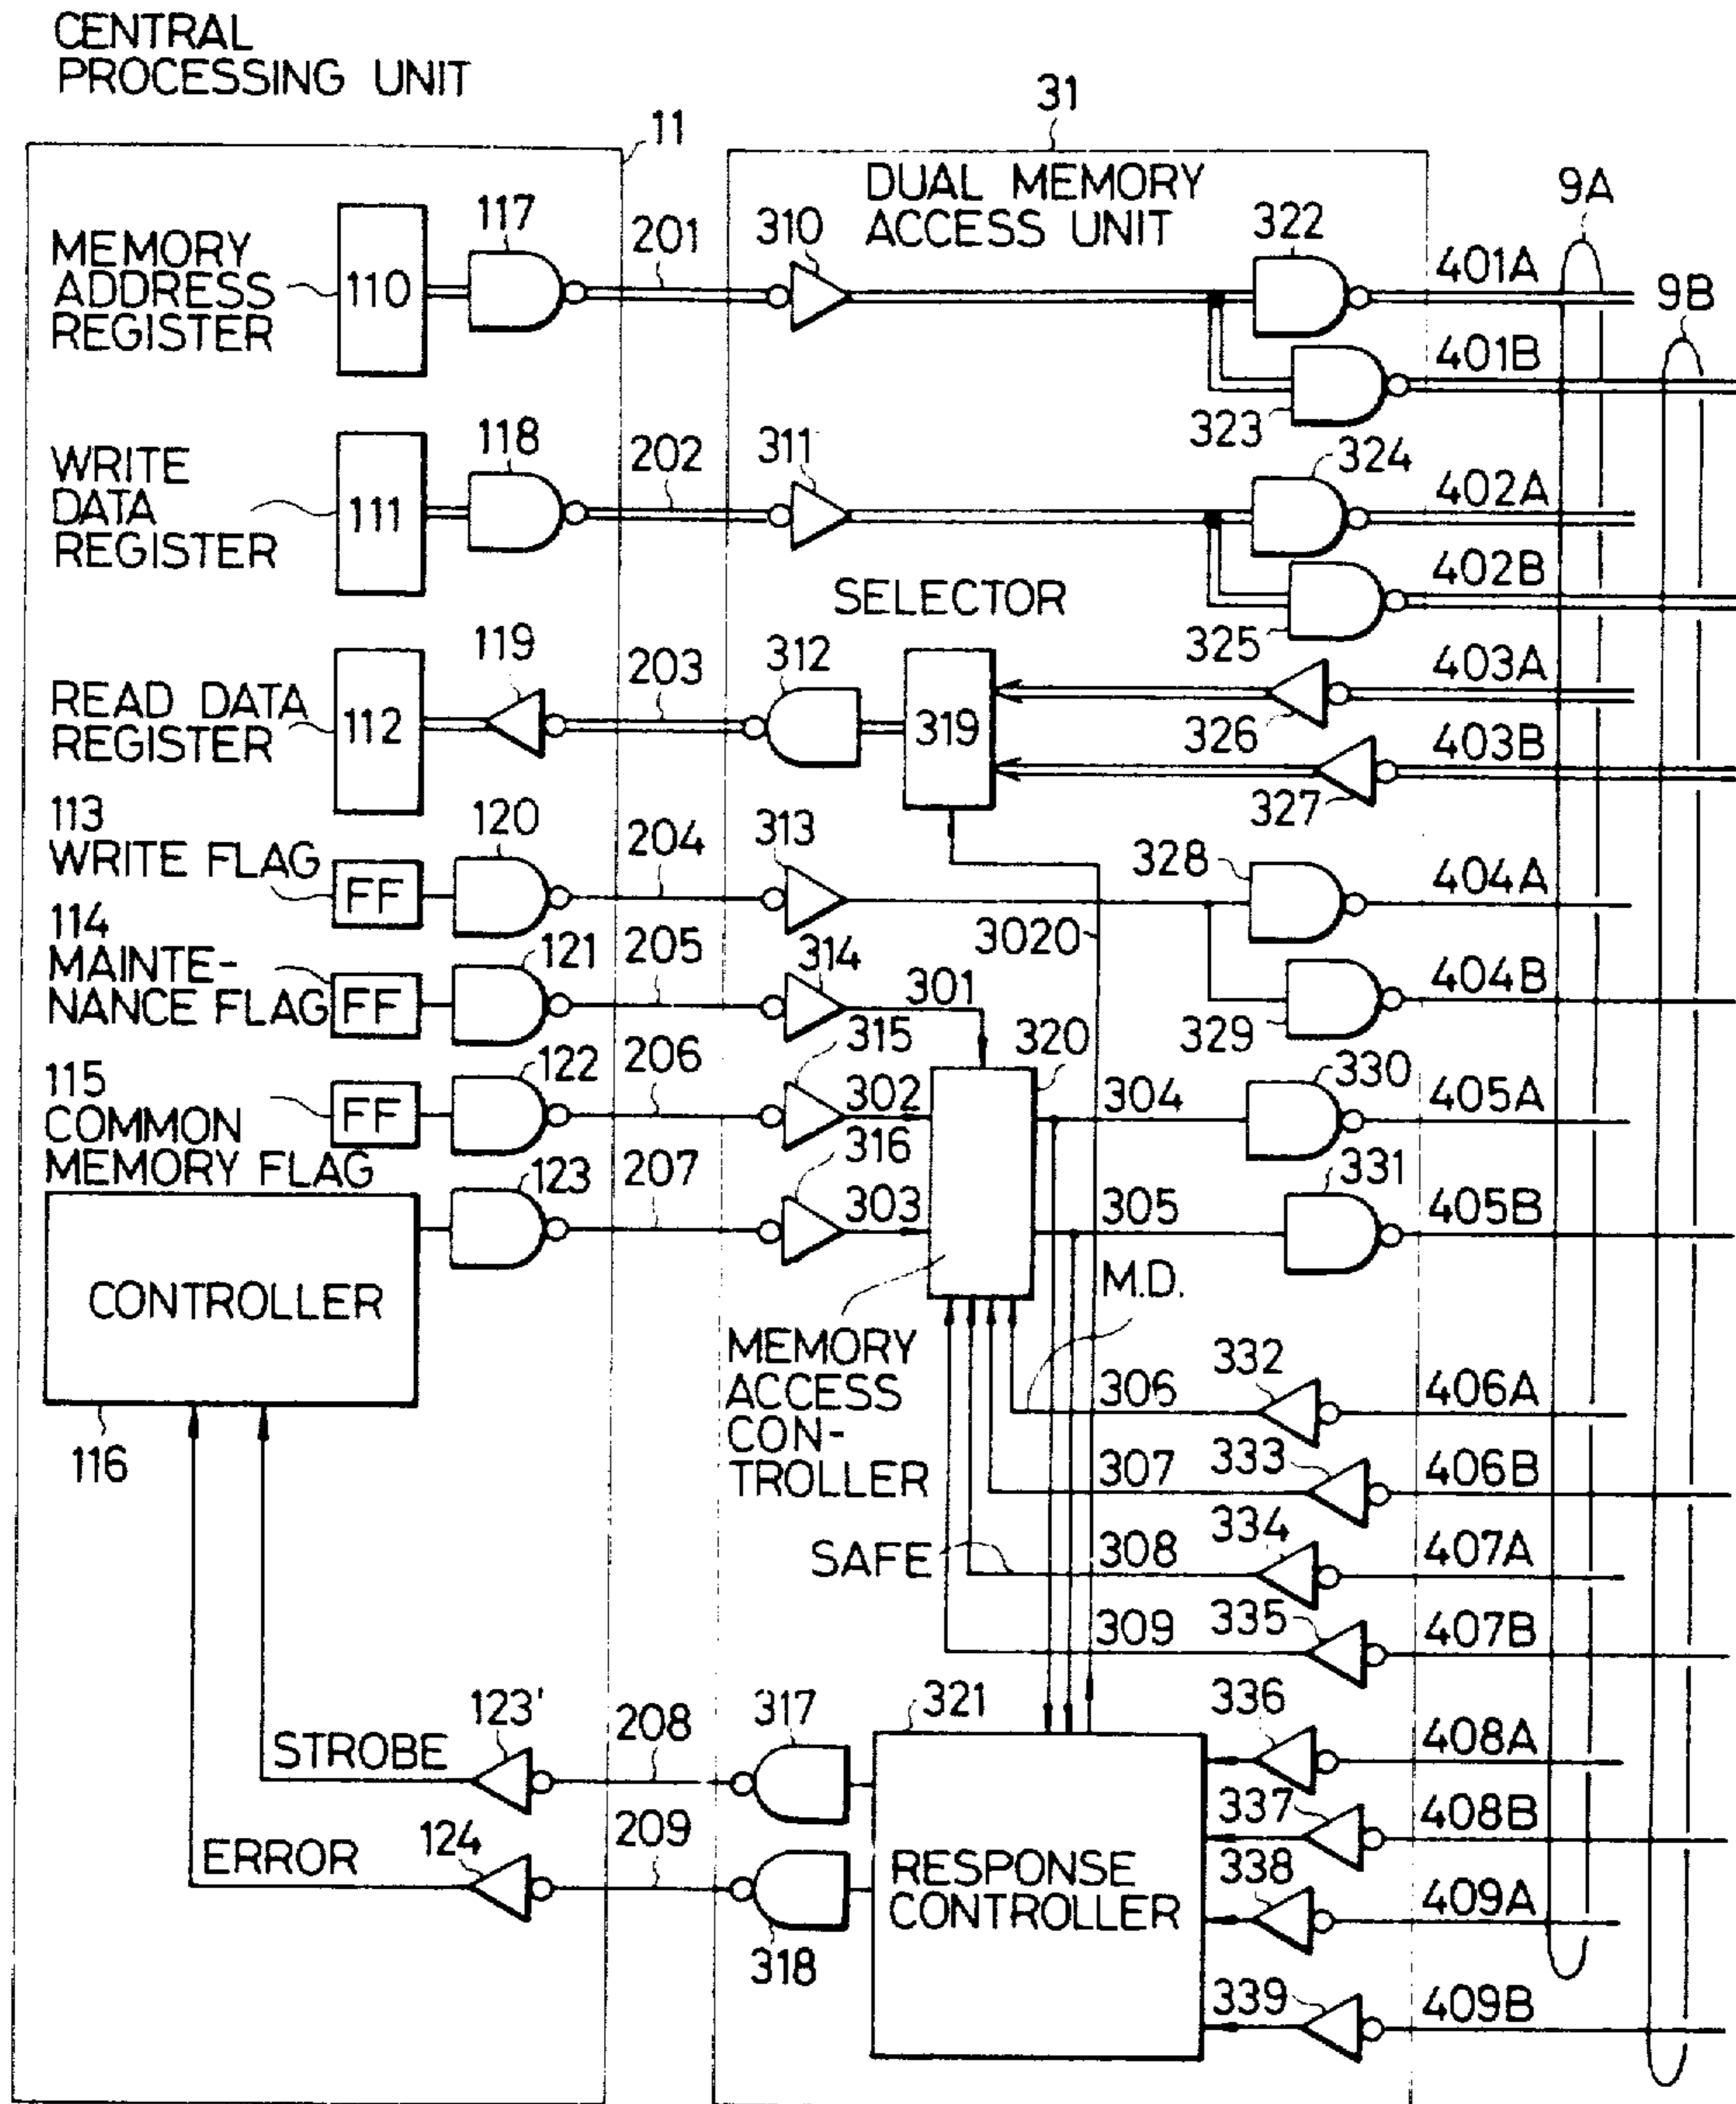 CENTRAL
PROCESSING UNIT
11
31
DUAL MEMORY
ACCESS UNIT
9A
9B
MEMORY
ADDRESS
REGISTER
110
117
201
310
322
401A
323
401B
WRITE
DATA
REGISTER
111
118
202
311
324
402A
325
402B
SELECTOR
READ DATA
REGISTER
112
119
203
312
319
326
403A
327
403B
113
WRITE FLAG
FF
120
204
313
328
404A
3020
114
MAINTE-
NANCE FLAG
FF
121
205
314
301
329
404B
115
COMMON
MEMORY FLAG
FF
122
206
315
302
320
304
330
405A
123
207
316
303
305
331
405B
CONTROLLER
116
MEMORY
ACCESS
CON-
TROLLER
M.D.
306
332
406A
307
333
406B
SAFE
308
334
407A
309
335
407B
STROBE
123'
208
317
321
336
408A
337
408B
ERROR
124
209
318
RESPONSE
CONTROLLER
338
409A
339
409B